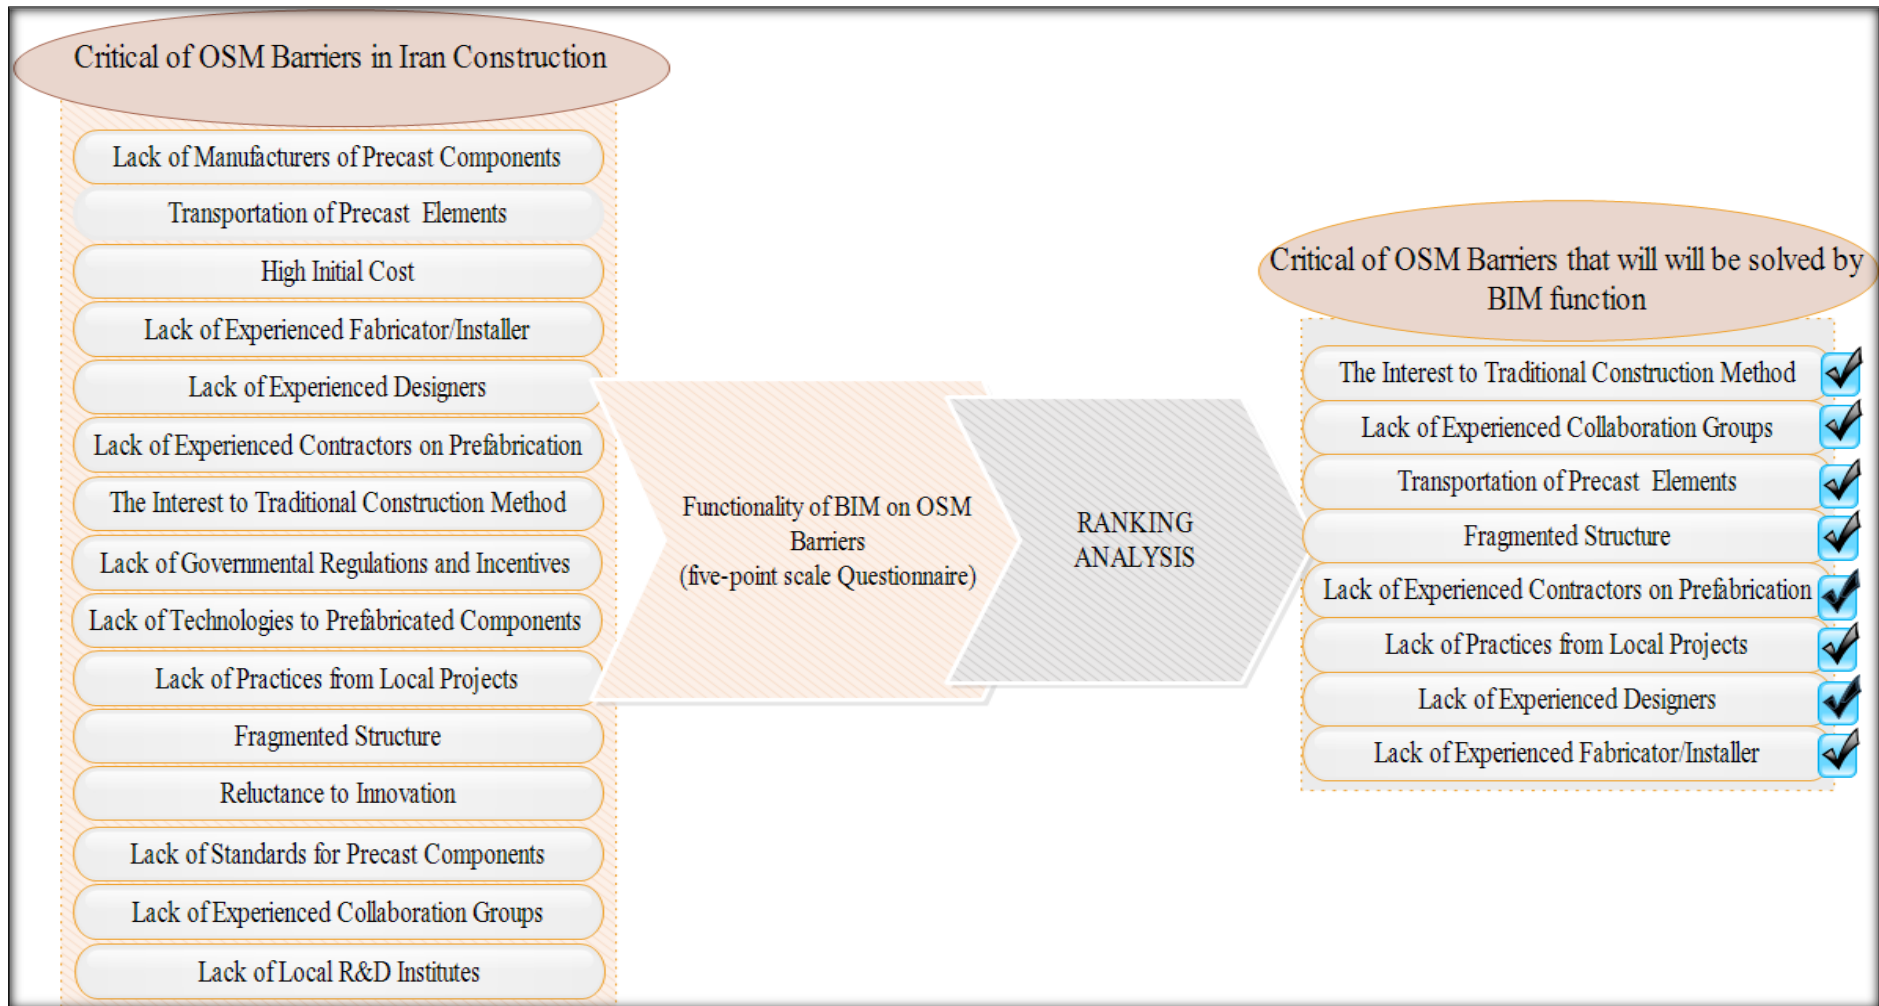 Critical of OSM Barriers in Iran Construction
Lack of Manufacturers of Precast Components
Transportation of Precast Elements
High Initial Cost
Lack of Experienced Fabricator/Installer
Lack of Experienced Designers
Lack of Experienced Contractors on Prefabrication
The Interest to Traditional Construction Method
Lack of Governmental Regulations and Incentives
Lack of Technologies to Prefabricated Components
Lack of Practices from Local Projects
Fragmented Structure
Reluctance to Innovation
Lack of Standards for Precast Components
Lack of Experienced Collaboration Groups
Lack of Local R&D Institutes
Functionality of BIM on OSM
Barriers
(five-point scale Questionnaire)
RANKING
ANALYSIS
Critical of OSM Barriers that will will be solved by
BIM function
The Interest to Traditional Construction Method
Lack of Experienced Collaboration Groups
Transportation of Precast Elements
Fragmented Structure
Lack of Experienced Contractors on Prefabrication
Lack of Practices from Local Projects
Lack of Experienced Designers
Lack of Experienced Fabricator/Installer